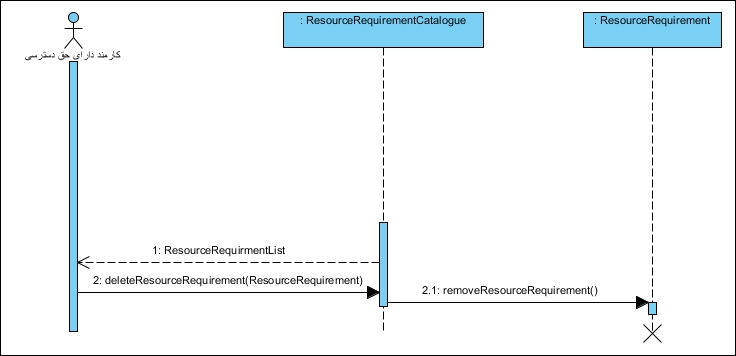 : ResourceRequirementCatalogue
: ResourceRequirement
کارمند دارای حق دسترسی
1: ResourceRequirmentList
2: deleteResourceRequirement(ResourceRequirement)
2.1: removeResourceRequirement()